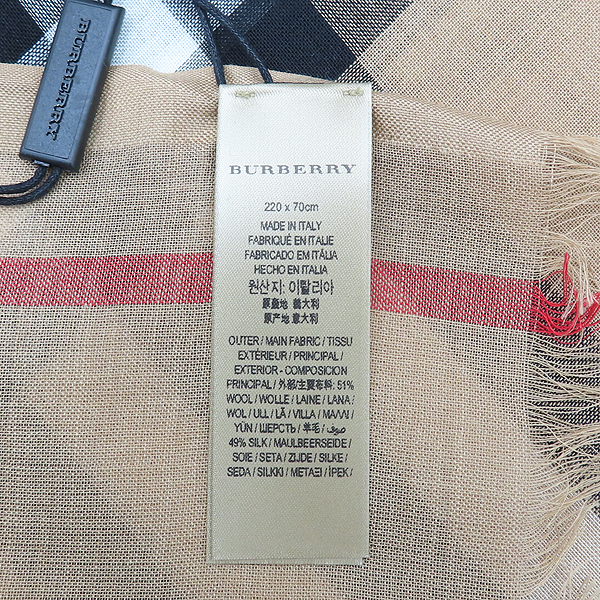 BURBERRY
BURBERRY
220 x 70cm
MADE IN ITALY
FABRIQUÉ EN ITALIE
FABRICADO EM ITÁLIA
HECHO EN ITALIA
원산지: 이탈리아
原產地 義大利
原产地 意大利
OUTER / MAIN FABRIC / TISSU
EXTÉRIEUR / PRINCIPAL /
EXTERIOR - COMPOSICION
PRINCIPAL / 外部/主要布料: 51%
WOOL / WOLLE / LAINE / LANA /
WOL / ULL / LÃ / VILLA / ΜΑΛΛΙ /
YÜN / ШЕРСТЬ / 羊毛 / صوف /
49% SILK / MAULBEERSEIDE /
SOIE / SETA / ZIJDE / SILKE /
SEDA / SILKKI / ΜΕΤΑΞΙ / İPEK /